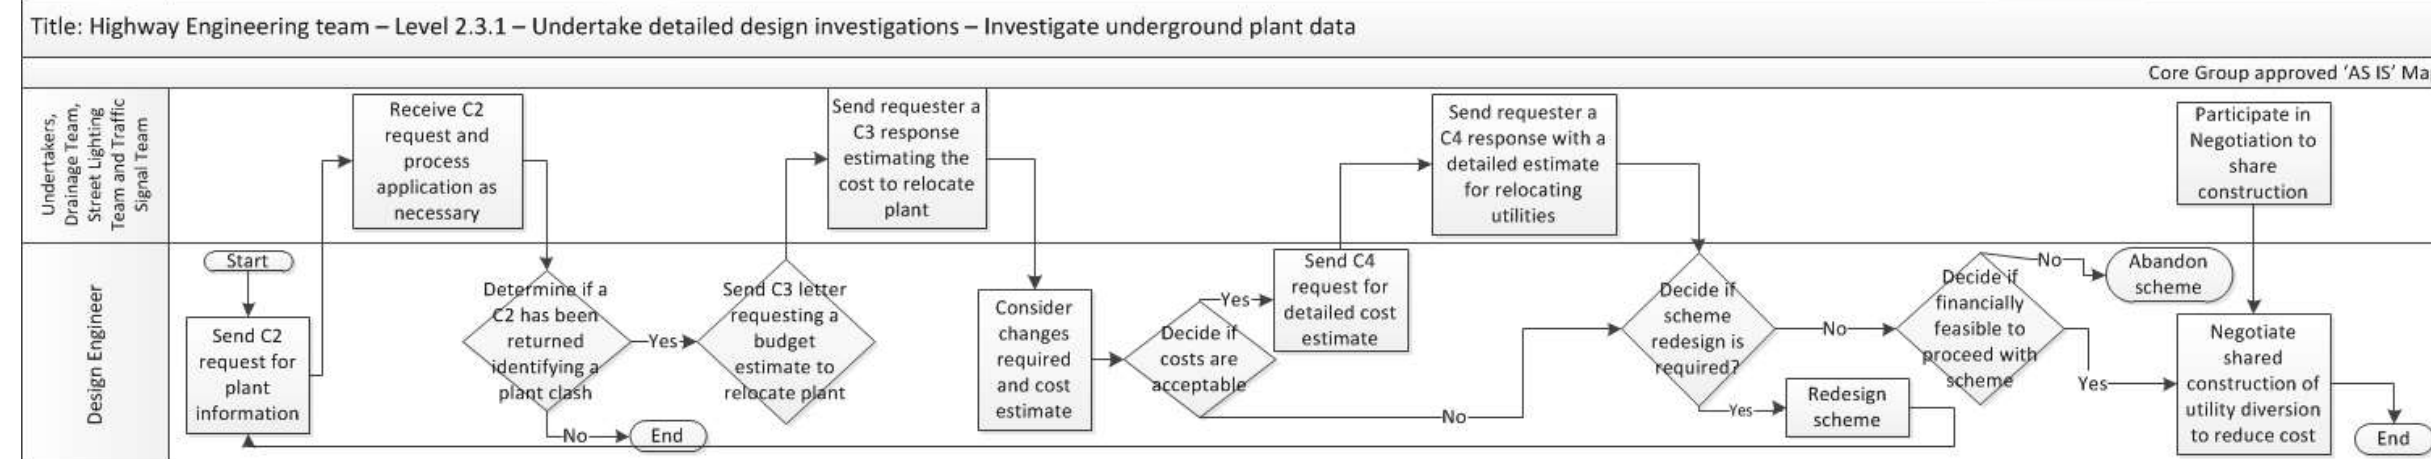 Title: Highway Engineering team – Level 2.3.1 – Undertake detailed design investigations – Investigate underground plant data
Core Group approved ‘AS IS’ Ma
Undertakers,
Drainage Team,
Street Lighting
Team and Traffic
Signal Team
Receive C2
request and
process
application as
necessary
Send requester a
C3 response
estimating the
cost to relocate
plant
Send requester a
C4 response with a
detailed estimate
for relocating
utilities
Participate in
Negotiation to
share
construction
Design Engineer
Start
Send C2
request for
plant
information
Determine if a
C2 has been
returned
identifying a
plant clash
Yes
No
End
Send C3 letter
requesting a
budget
estimate to
relocate plant
Consider
changes
required
and cost
estimate
Decide if
costs are
acceptable
Yes
No
Send C4
request for
detailed cost
estimate
Decide if
scheme
redesign is
required?
No
Yes
Redesign
scheme
Decide if
financially
feasible to
proceed with
scheme
No
Abandon
scheme
Yes
Negotiate
shared
construction of
utility diversion
to reduce cost
End